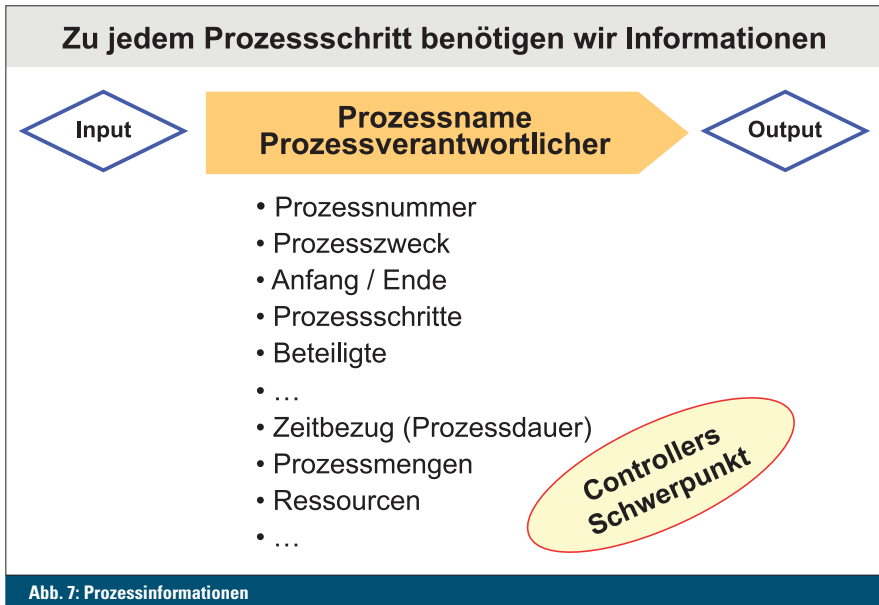 Zu jedem Prozessschritt benötigen wir Informationen
Input
Prozessname
Prozessverantwortlicher
Output
• Prozessnummer
• Prozesszweck
• Anfang / Ende
• Prozessschritte
• Beteiligte
• …
• Zeitbezug (Prozessdauer)
• Prozessmengen
• Ressourcen
• …
Controllers
Schwerpunkt
Abb. 7: Prozessinformationen